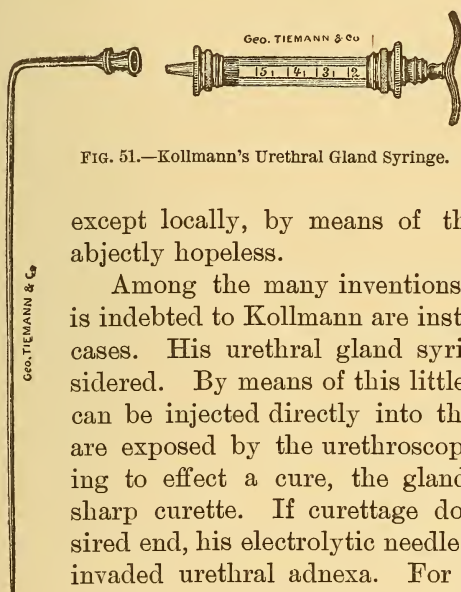 Geo. TIEMANN & Co
15 14 13 12
FIG. 51.—Kollmann's Urethral Gland Syringe.
Geo. TIEMANN & Co
except locally, by means of th
abjectly hopeless.
Among the many inventions
is indebted to Kollmann are inst
cases. His urethral gland syri
sidered. By means of this little
can be injected directly into th
are exposed by the urethroscop
ing to effect a cure, the gland
sharp curette. If curettage do
sired end, his electrolytic needle
invaded urethral adnexa. For